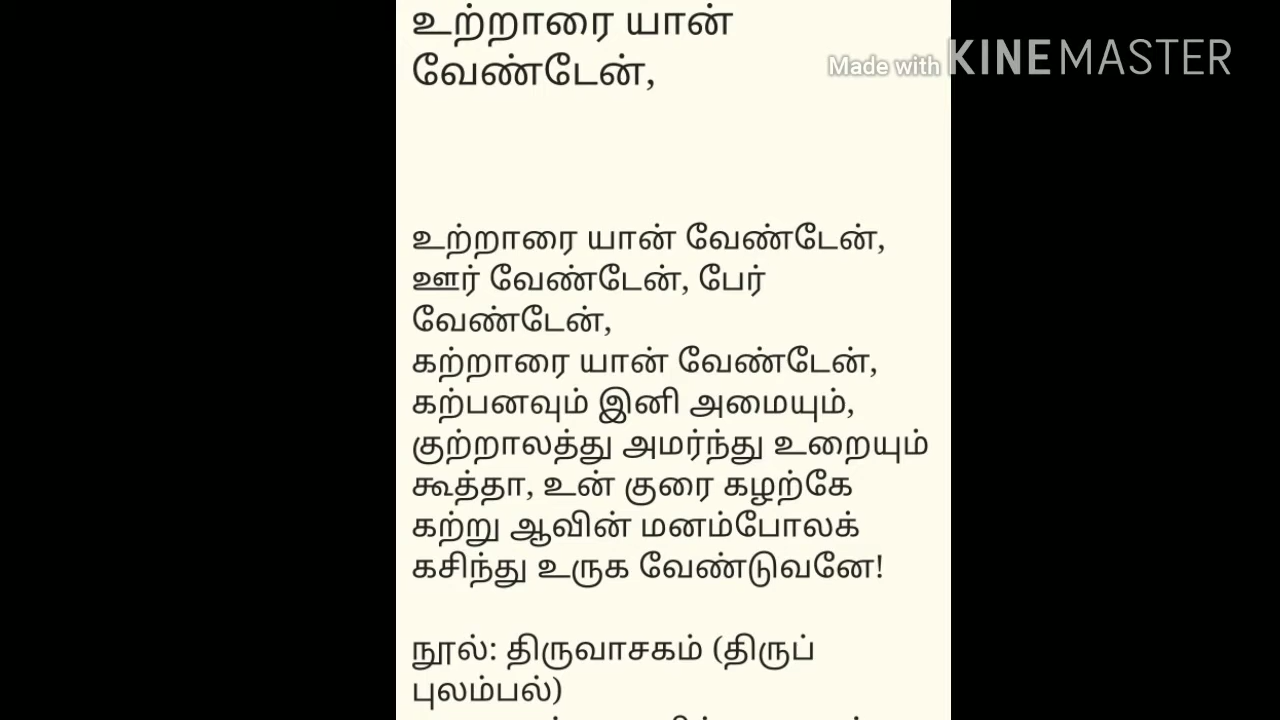 உற்றாரை யான்
வேண்டேன்,
Made with KINEMASTER
உற்றாரை யான் வேண்டேன்,
ஊர் வேண்டேன், பேர்
வேண்டேன்,
கற்றாரை யான் வேண்டேன்,
கற்பனவும் இனி அமையும்,
குற்றாலத்து அமர்ந்து உறையும்
கூத்தா, உன் குரை கழற்கே
கற்று ஆவின் மனம்போலக்
கசிந்து உருக வேண்டுவனே!
நூல்: திருவாசகம் (திருப்
புலம்பல்)